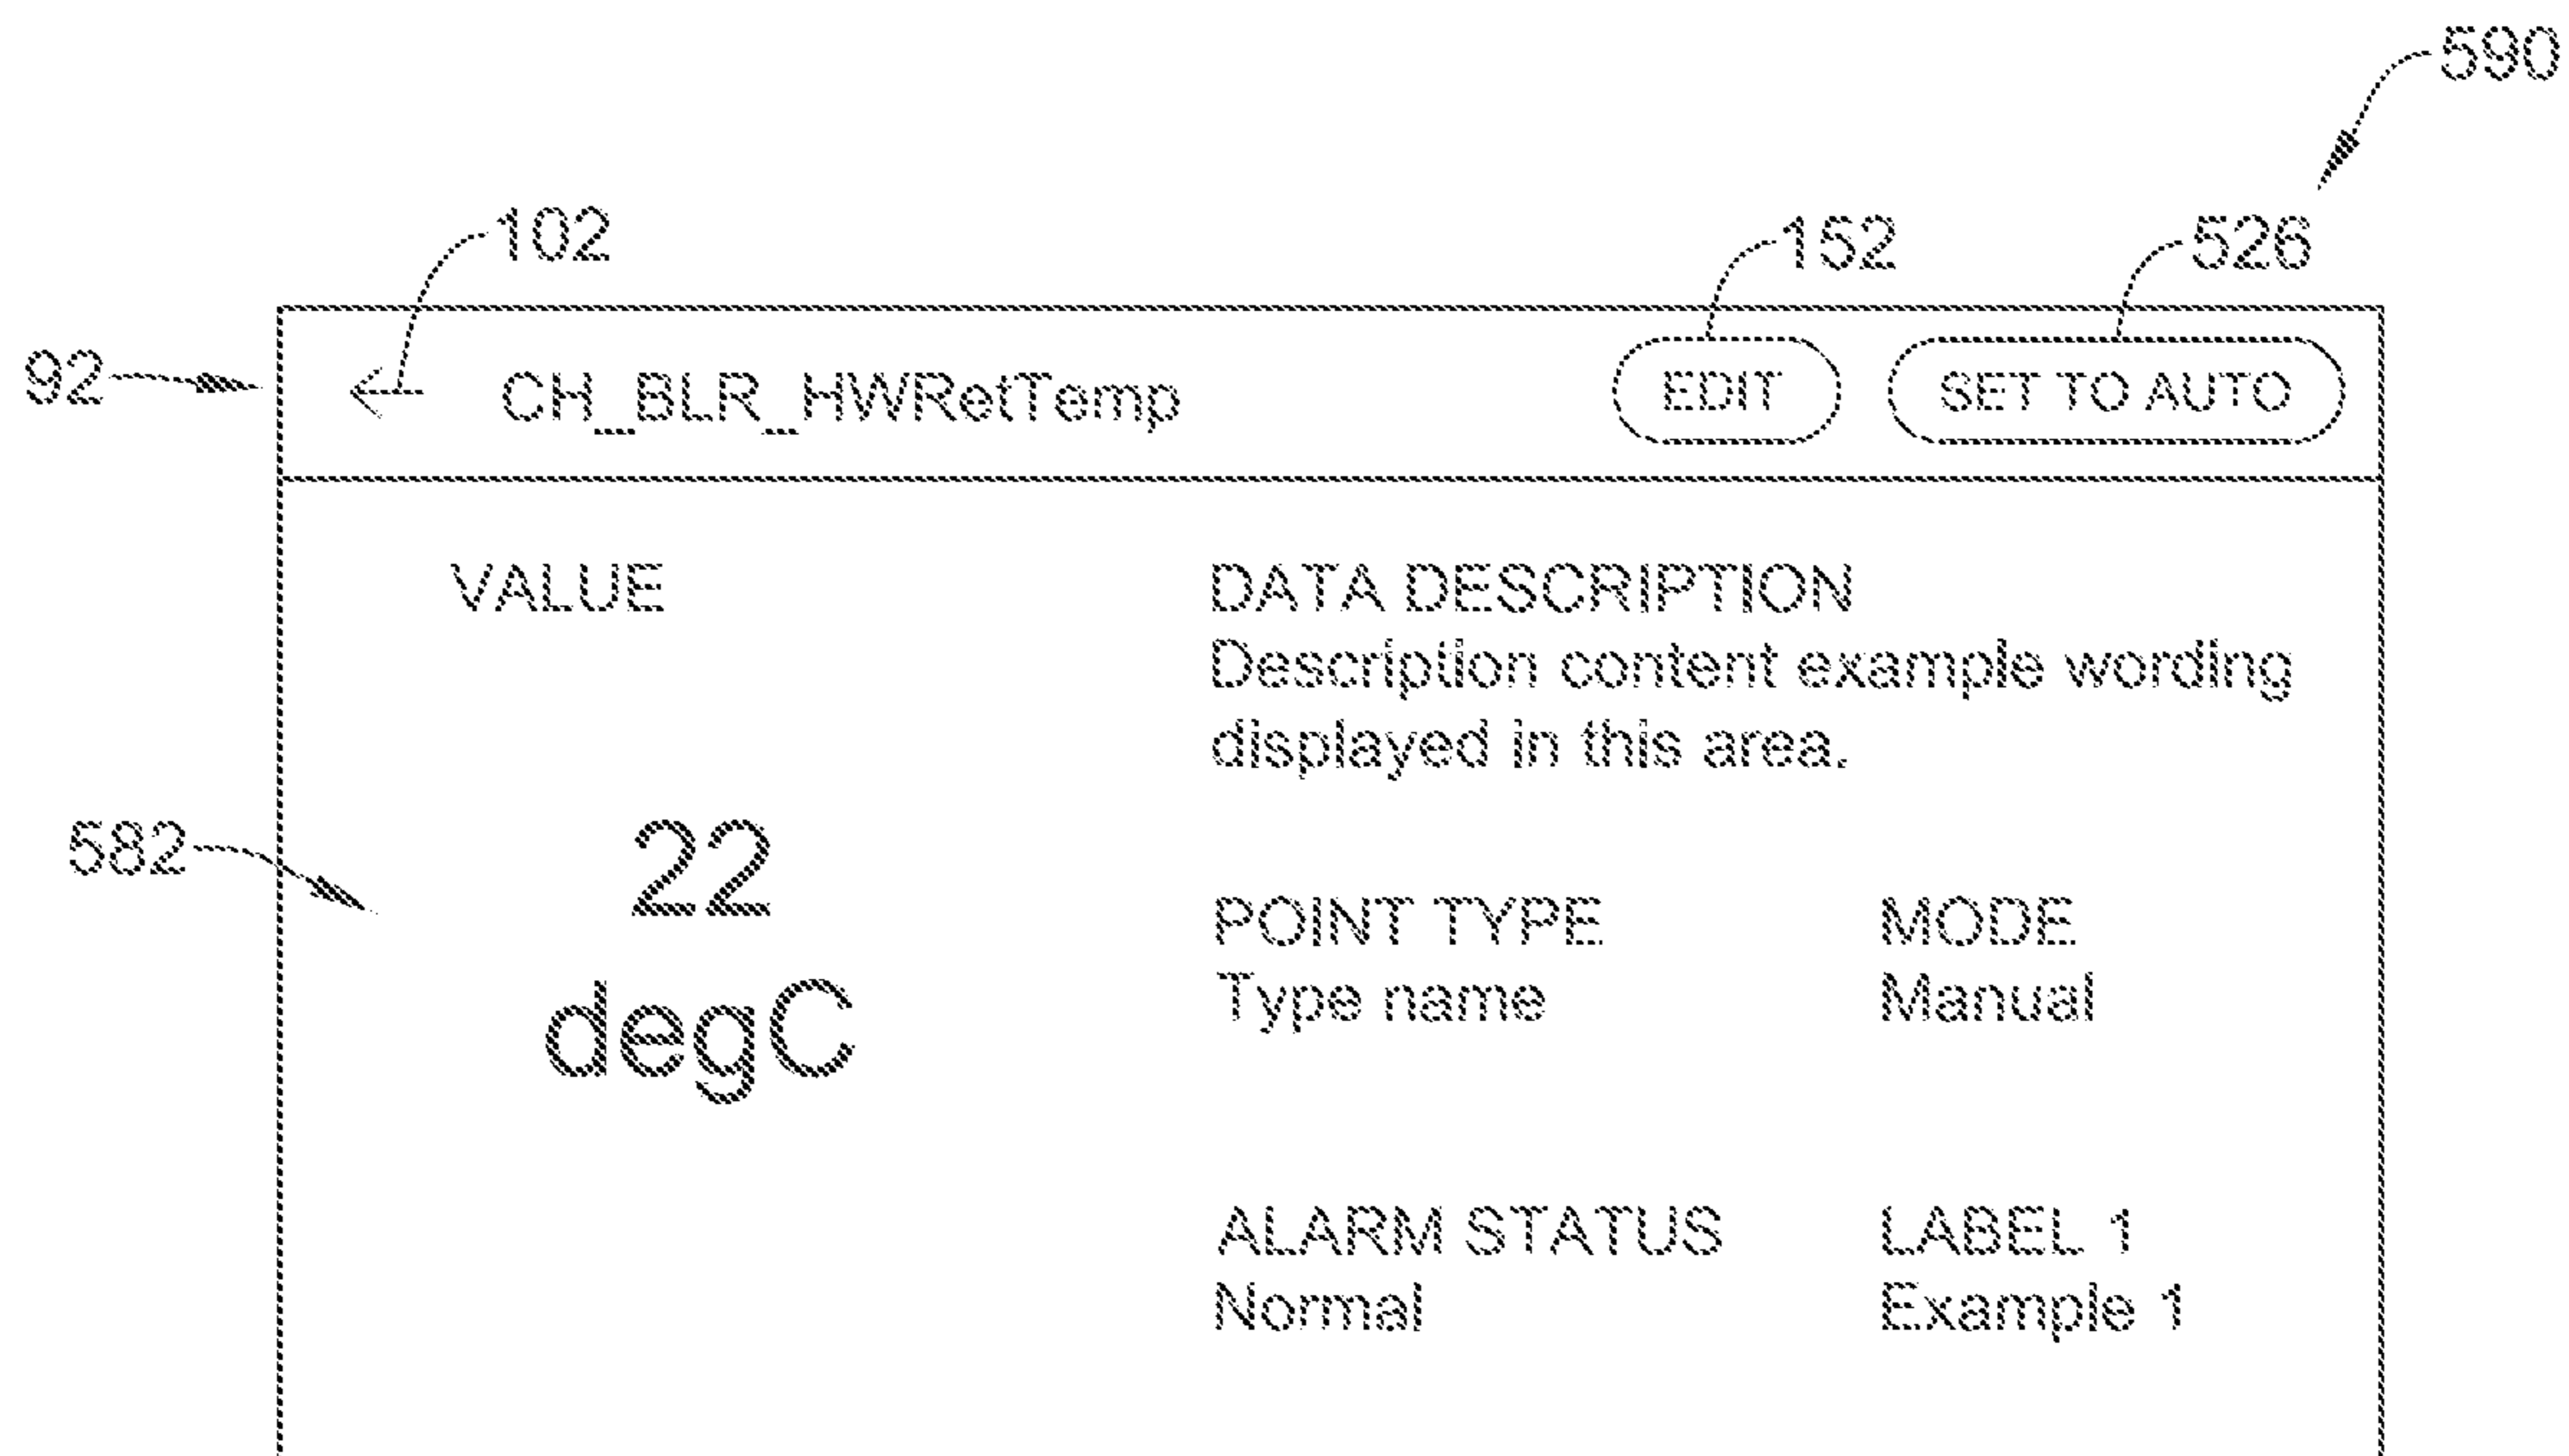 590
102
152
526
92
CH_BLR_HWRetTemp
EDIT
SET TO AUTO
VALUE
DATA DESCRIPTION
Description content example wording
displayed in this area.
582
22
degC
POINT TYPE
Type name
MODE
Manual
ALARM STATUS
Normal
LABEL 1
Example 1